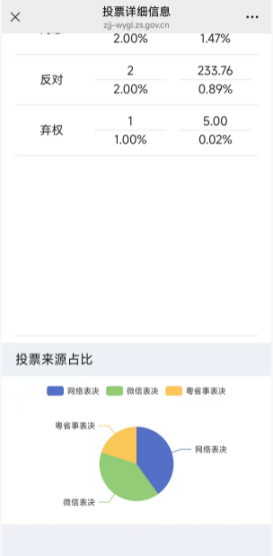 投票详细信息
zjj-wygl.zs.gov.cn
2.00% 1.47%
2 233.76
反对
2.00% 0.89%
1 5.00
弃权
1.00% 0.02%
投票来源占比
网络表决 微信表决 粤省事表决
粤省事表决
网络表决
微信表决